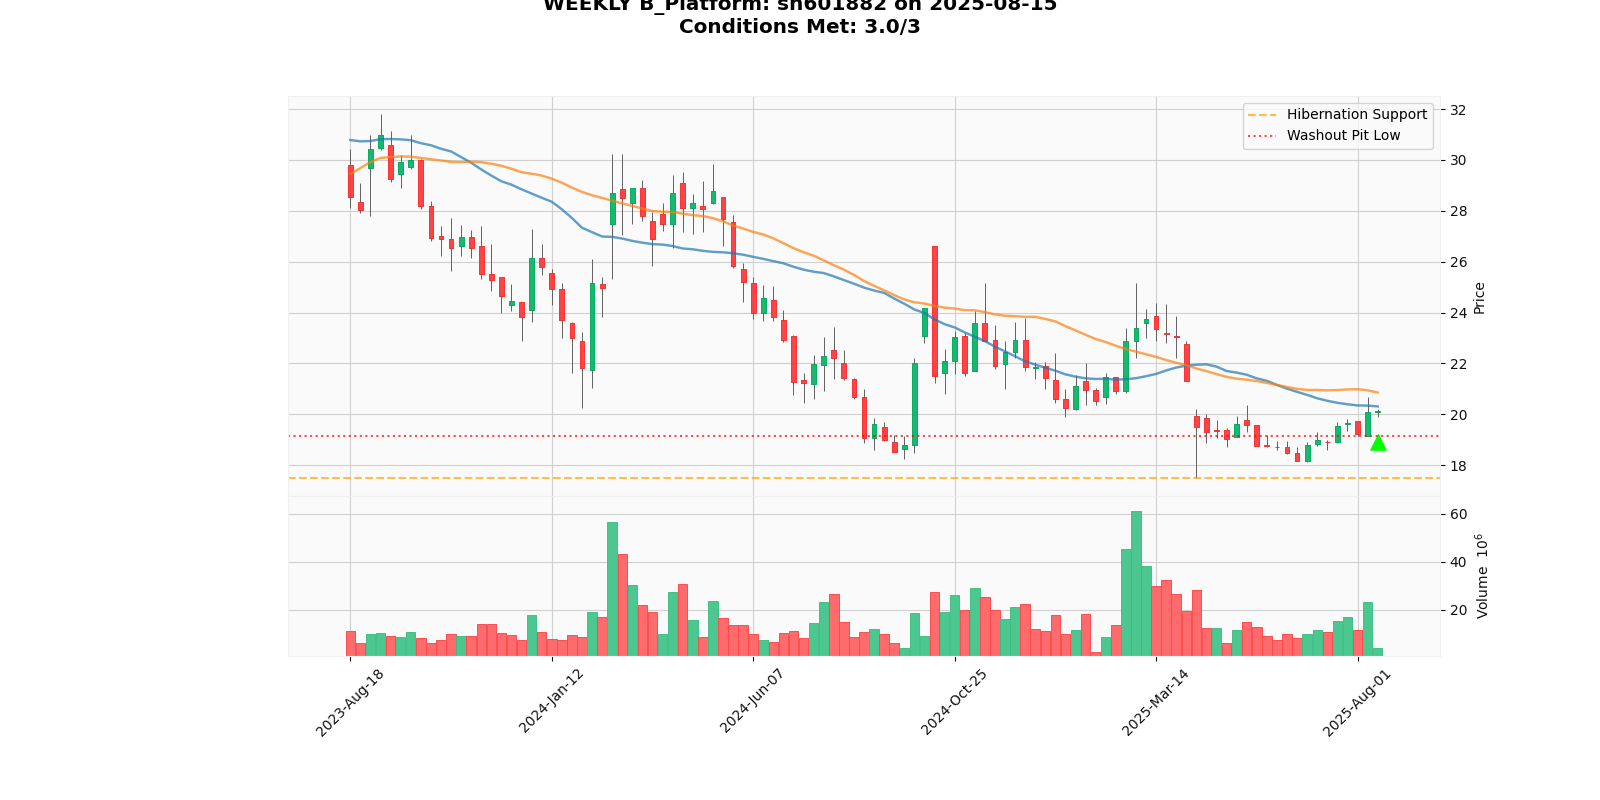 WEEKLY B_Platform: sh601882 on 2025-08-15
Conditions Met: 3.0/3
Hibernation Support
Washout Pit Low
32
30
28
26
24
22
20
18
Price
60
40
20
Volume 10^6
2023-Aug-18
2024-Jan-12
2024-Jun-07
2024-Oct-25
2025-Mar-14
2025-Aug-01